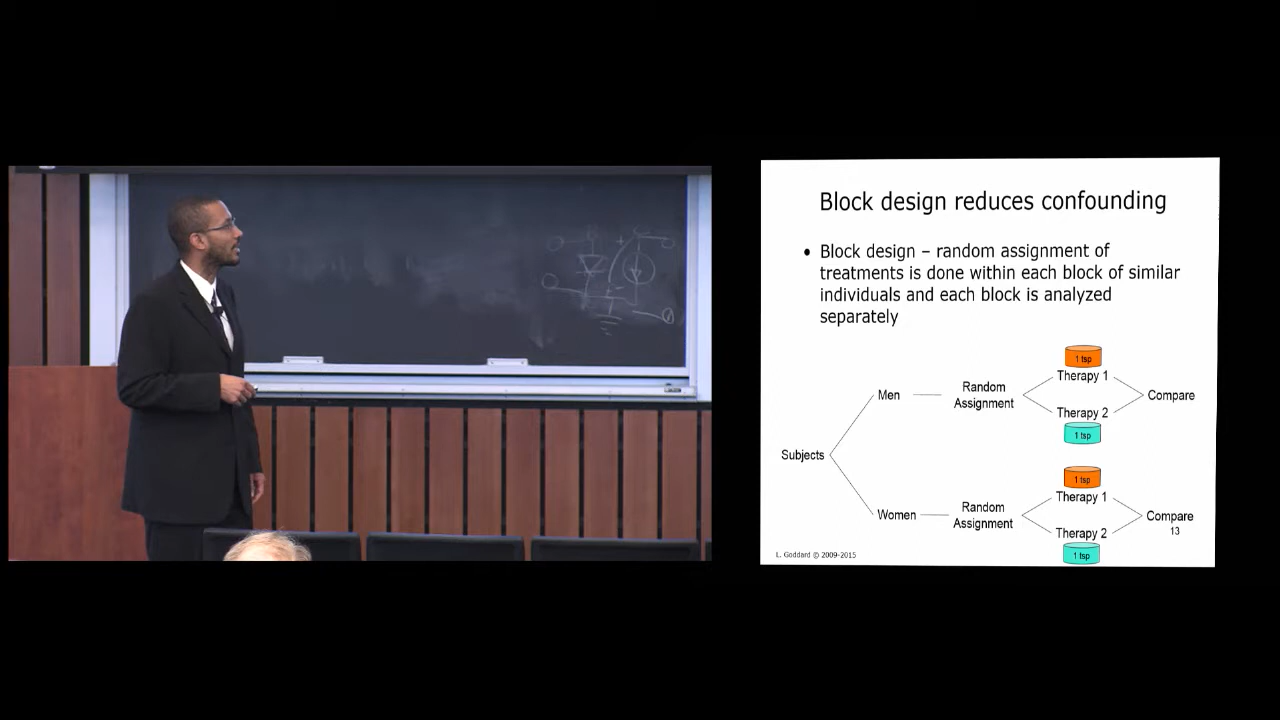 Block design reduces confounding
• Block design – random assignment of
treatments is done within each block of similar
individuals and each block is analyzed
separately
1 tsp
Therapy 1
Men
Random
Assignment
Compare
Therapy 2
1 tsp
Subjects
1 tsp
Therapy 1
Women
Random
Assignment
Compare
13
Therapy 2
1 tsp
L. Goddard © 2009-2015